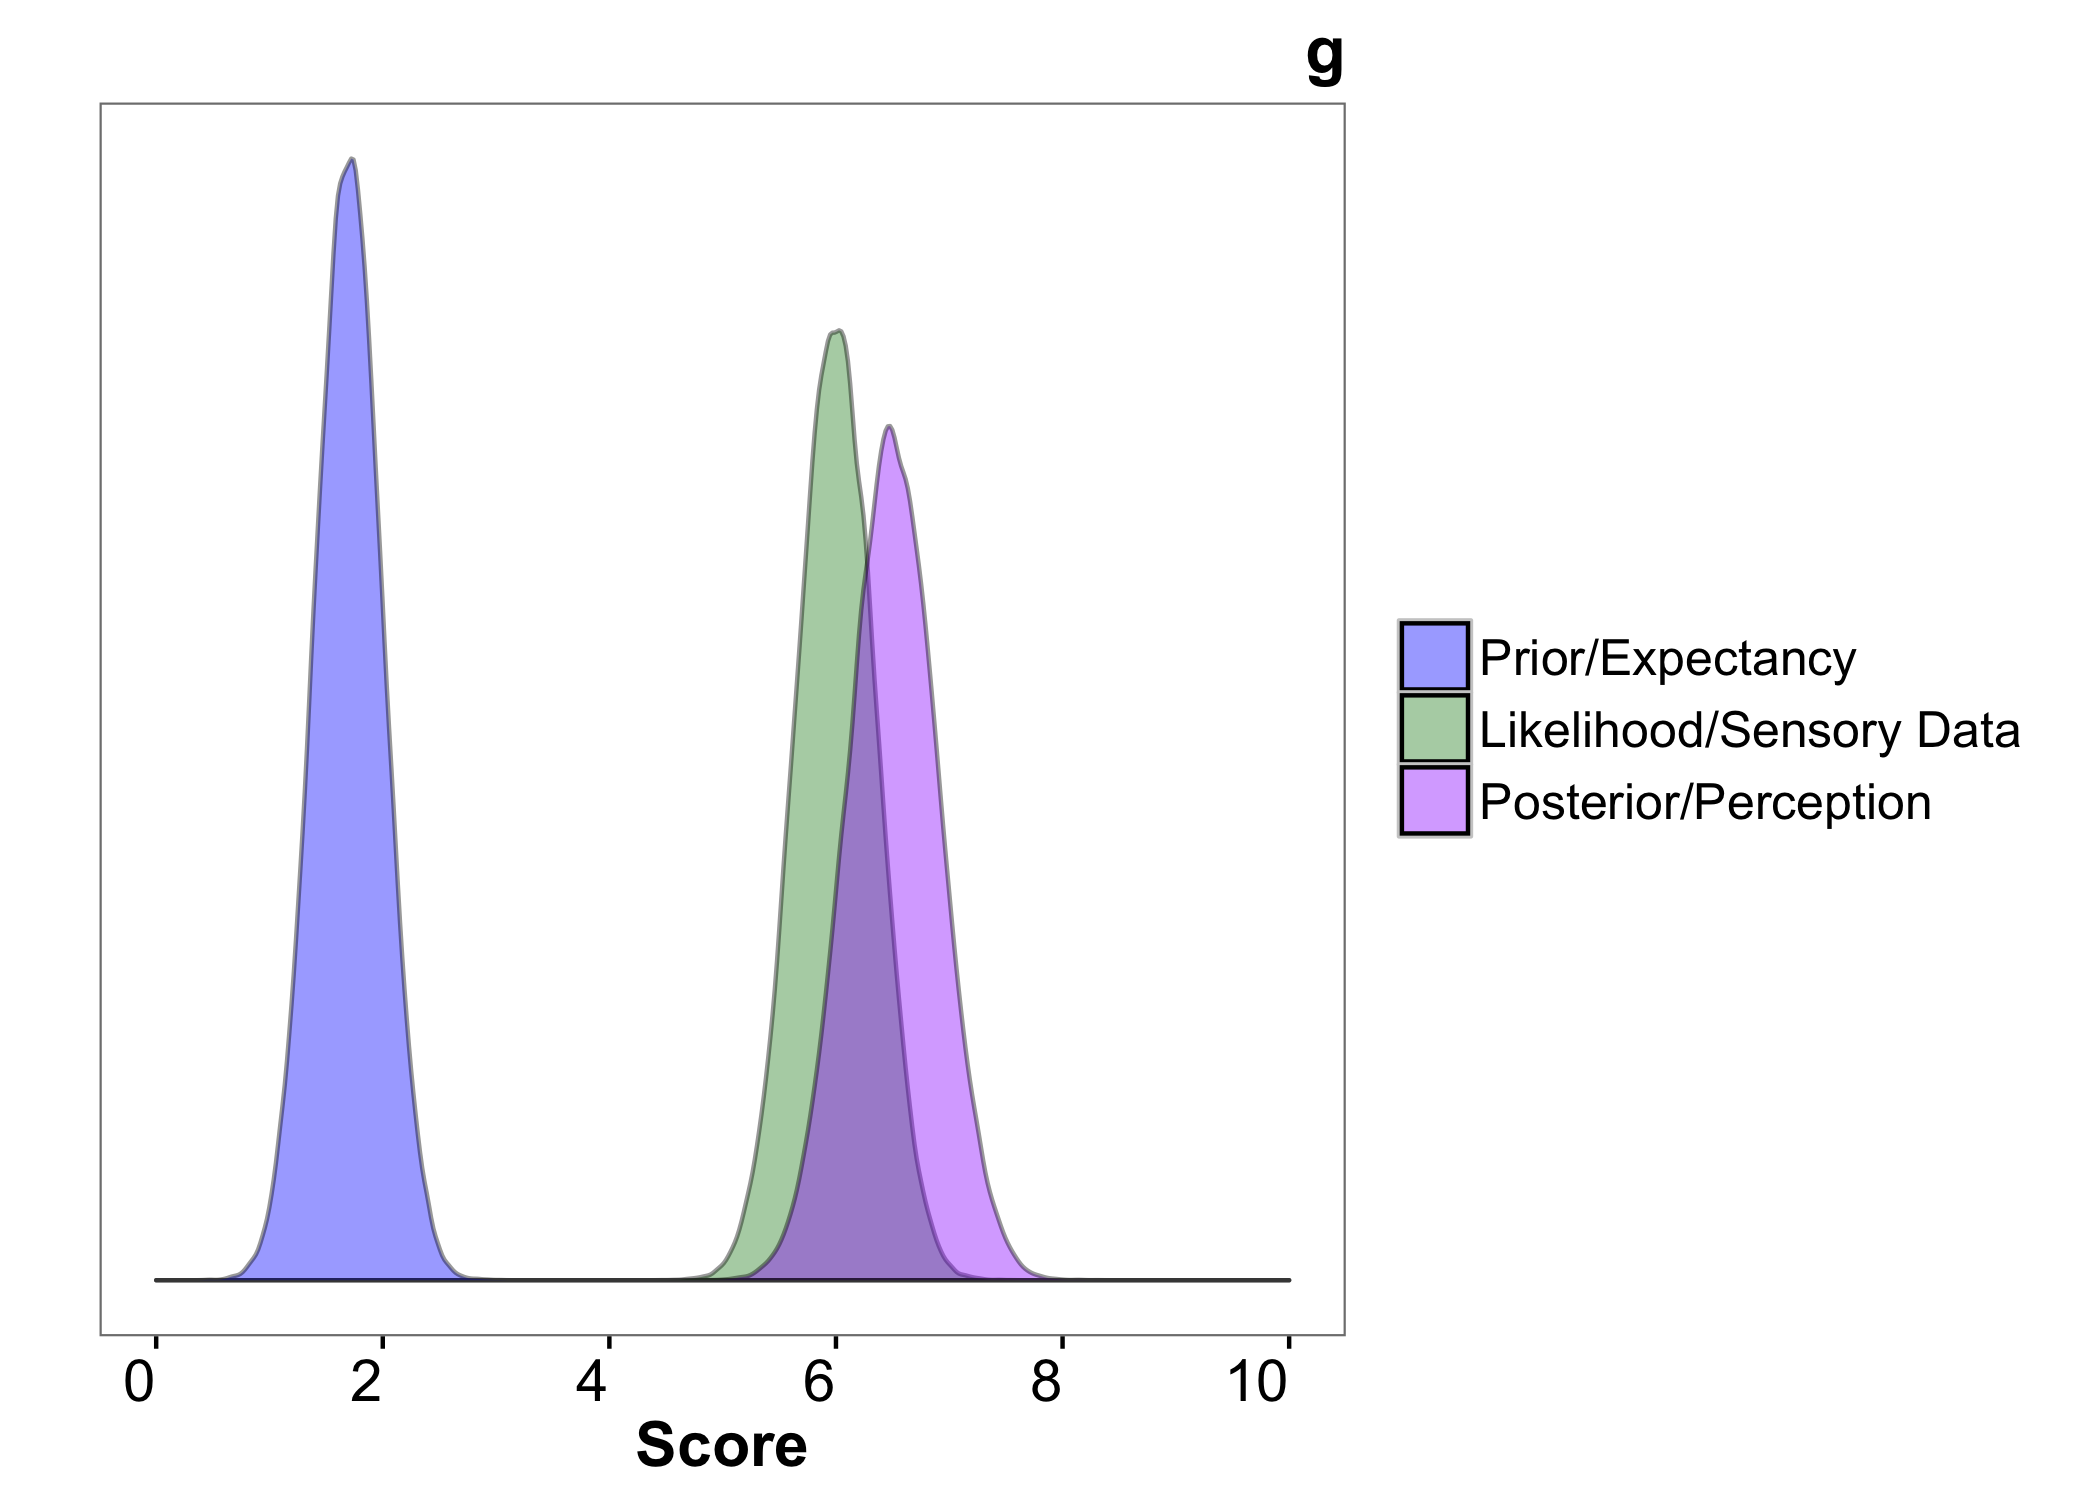 g
Prior/Expectancy
Likelihood/Sensory Data
Posterior/Perception
0 2 4 6 8 10
Score